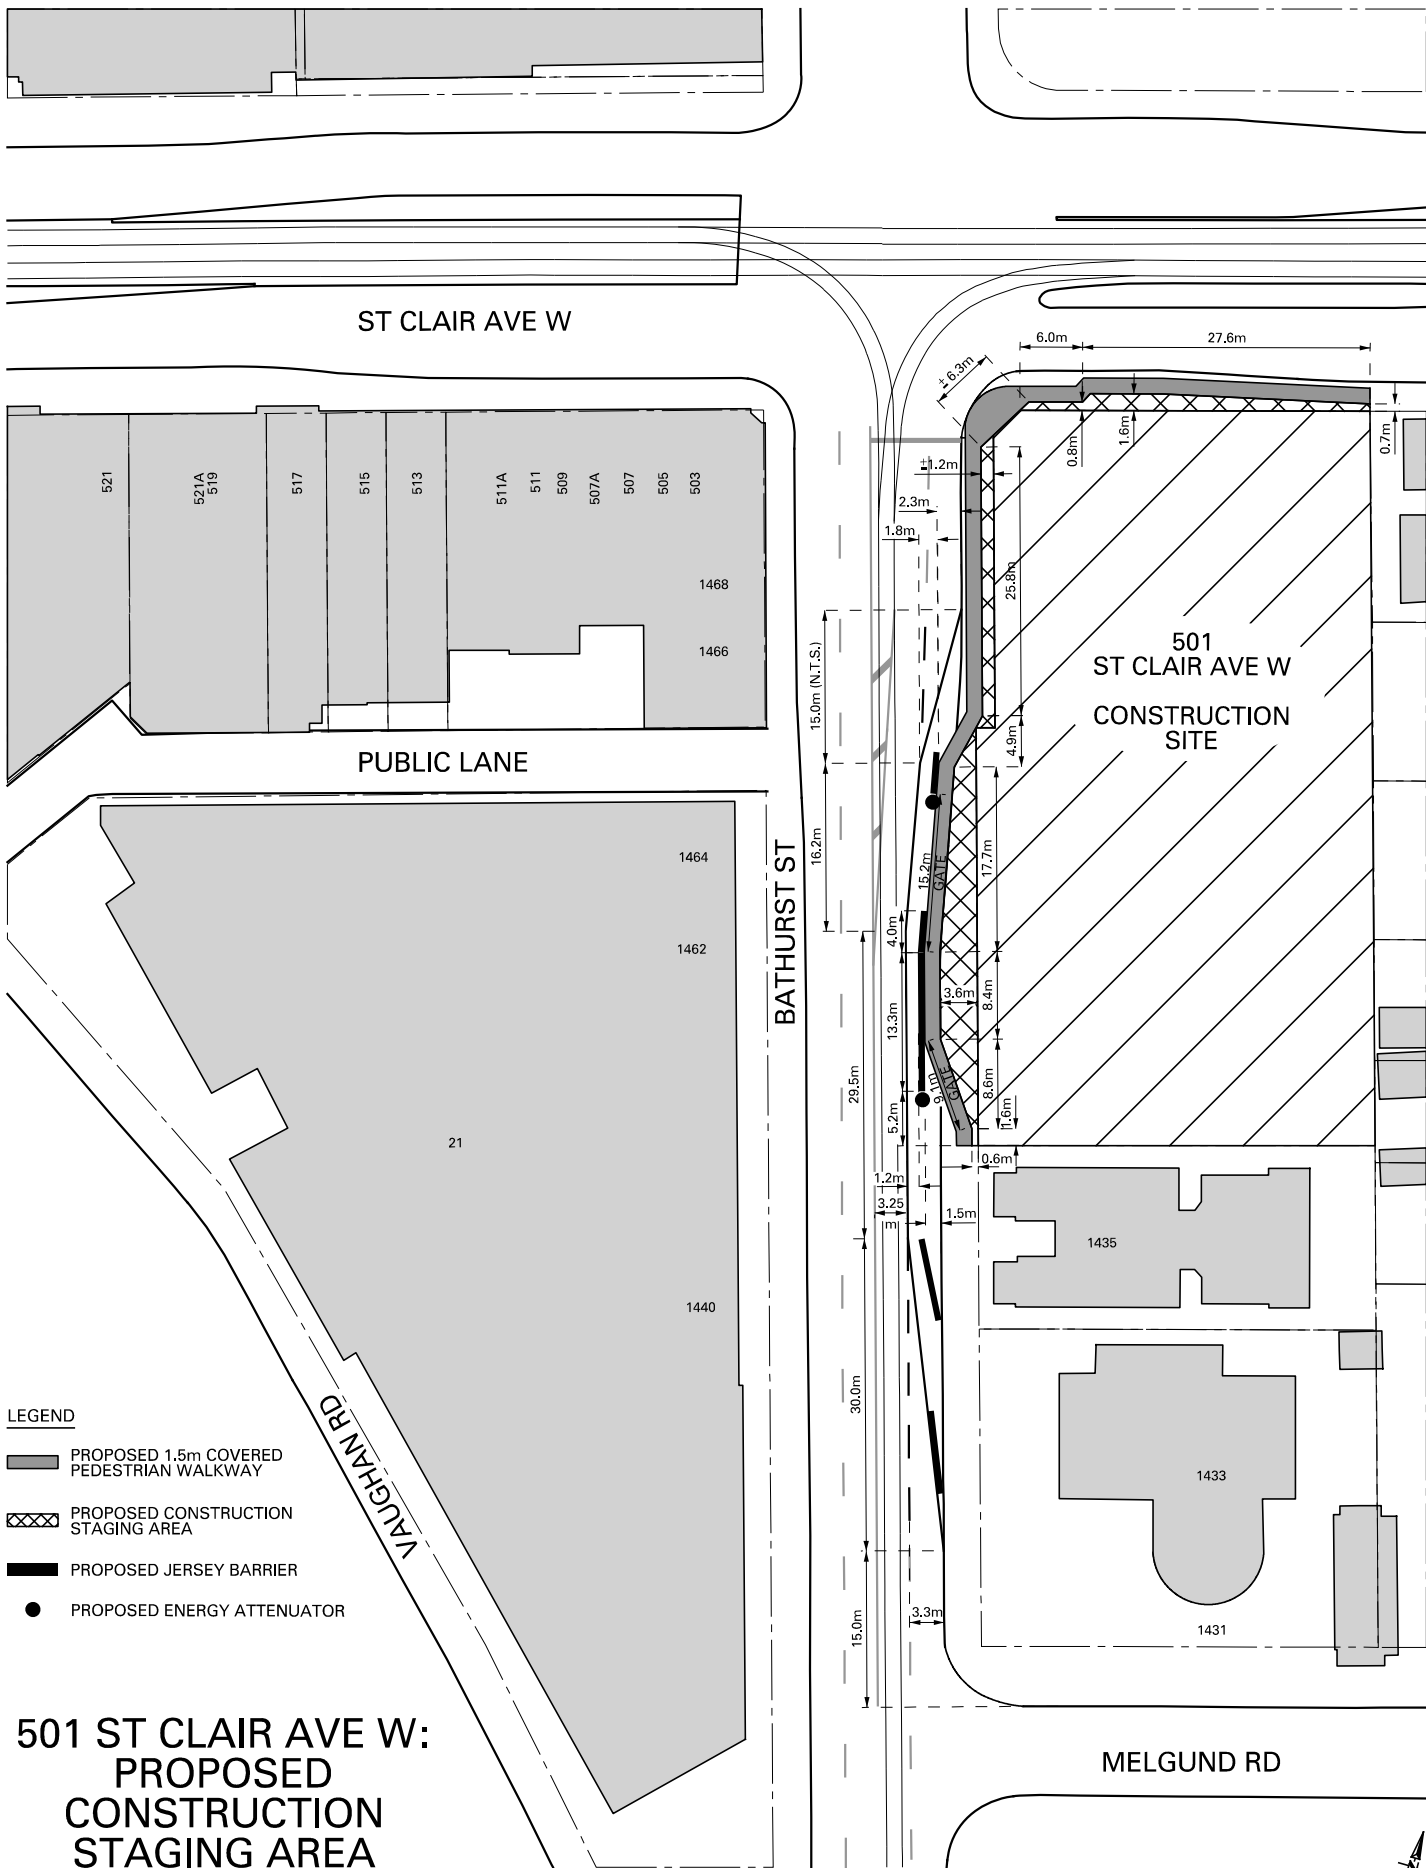 ST CLAIR AVE W
6.0m
27.6m
± 6.3m
0.8m
1.6m
0.7m
±1.2m
2.3m
1.8m
25.8m
521
521A
519
517
515
513
511A
511
509
507A
507
505
503
1468
1466
501
ST CLAIR AVE W
CONSTRUCTION
SITE
15.0m (N.T.S.)
4.9m
PUBLIC LANE
16.2m
15.2m
GATE
17.7m
1464
1462
BATHURST ST
4.0m
3.6m
8.4m
13.3m
29.5m
9.1m
GATE
8.6m
1.6m
5.2m
0.6m
1.2m
3.25
m
1.5m
21
1435
1440
30.0m
VAUGHAN RD
1433
1431
3.3m
15.0m
LEGEND
PROPOSED 1.5m COVERED
PEDESTRIAN WALKWAY
PROPOSED CONSTRUCTION
STAGING AREA
PROPOSED JERSEY BARRIER
PROPOSED ENERGY ATTENUATOR
501 ST CLAIR AVE W:
PROPOSED
CONSTRUCTION
STAGING AREA
MELGUND RD